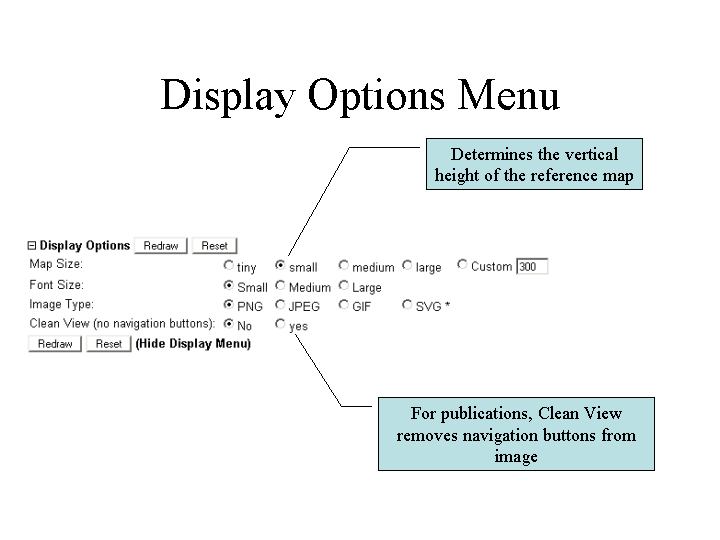 Display Options Menu
Determines the vertical
height of the reference map
Display Options Redraw Reset
Map Size: tiny small medium large Custom 300
Font Size: Small Medium Large
Image Type: PNG JPEG GIF SVG *
Clean View (no navigation buttons): No yes
Redraw Reset (Hide Display Menu)
For publications, Clean View
removes navigation buttons from
image